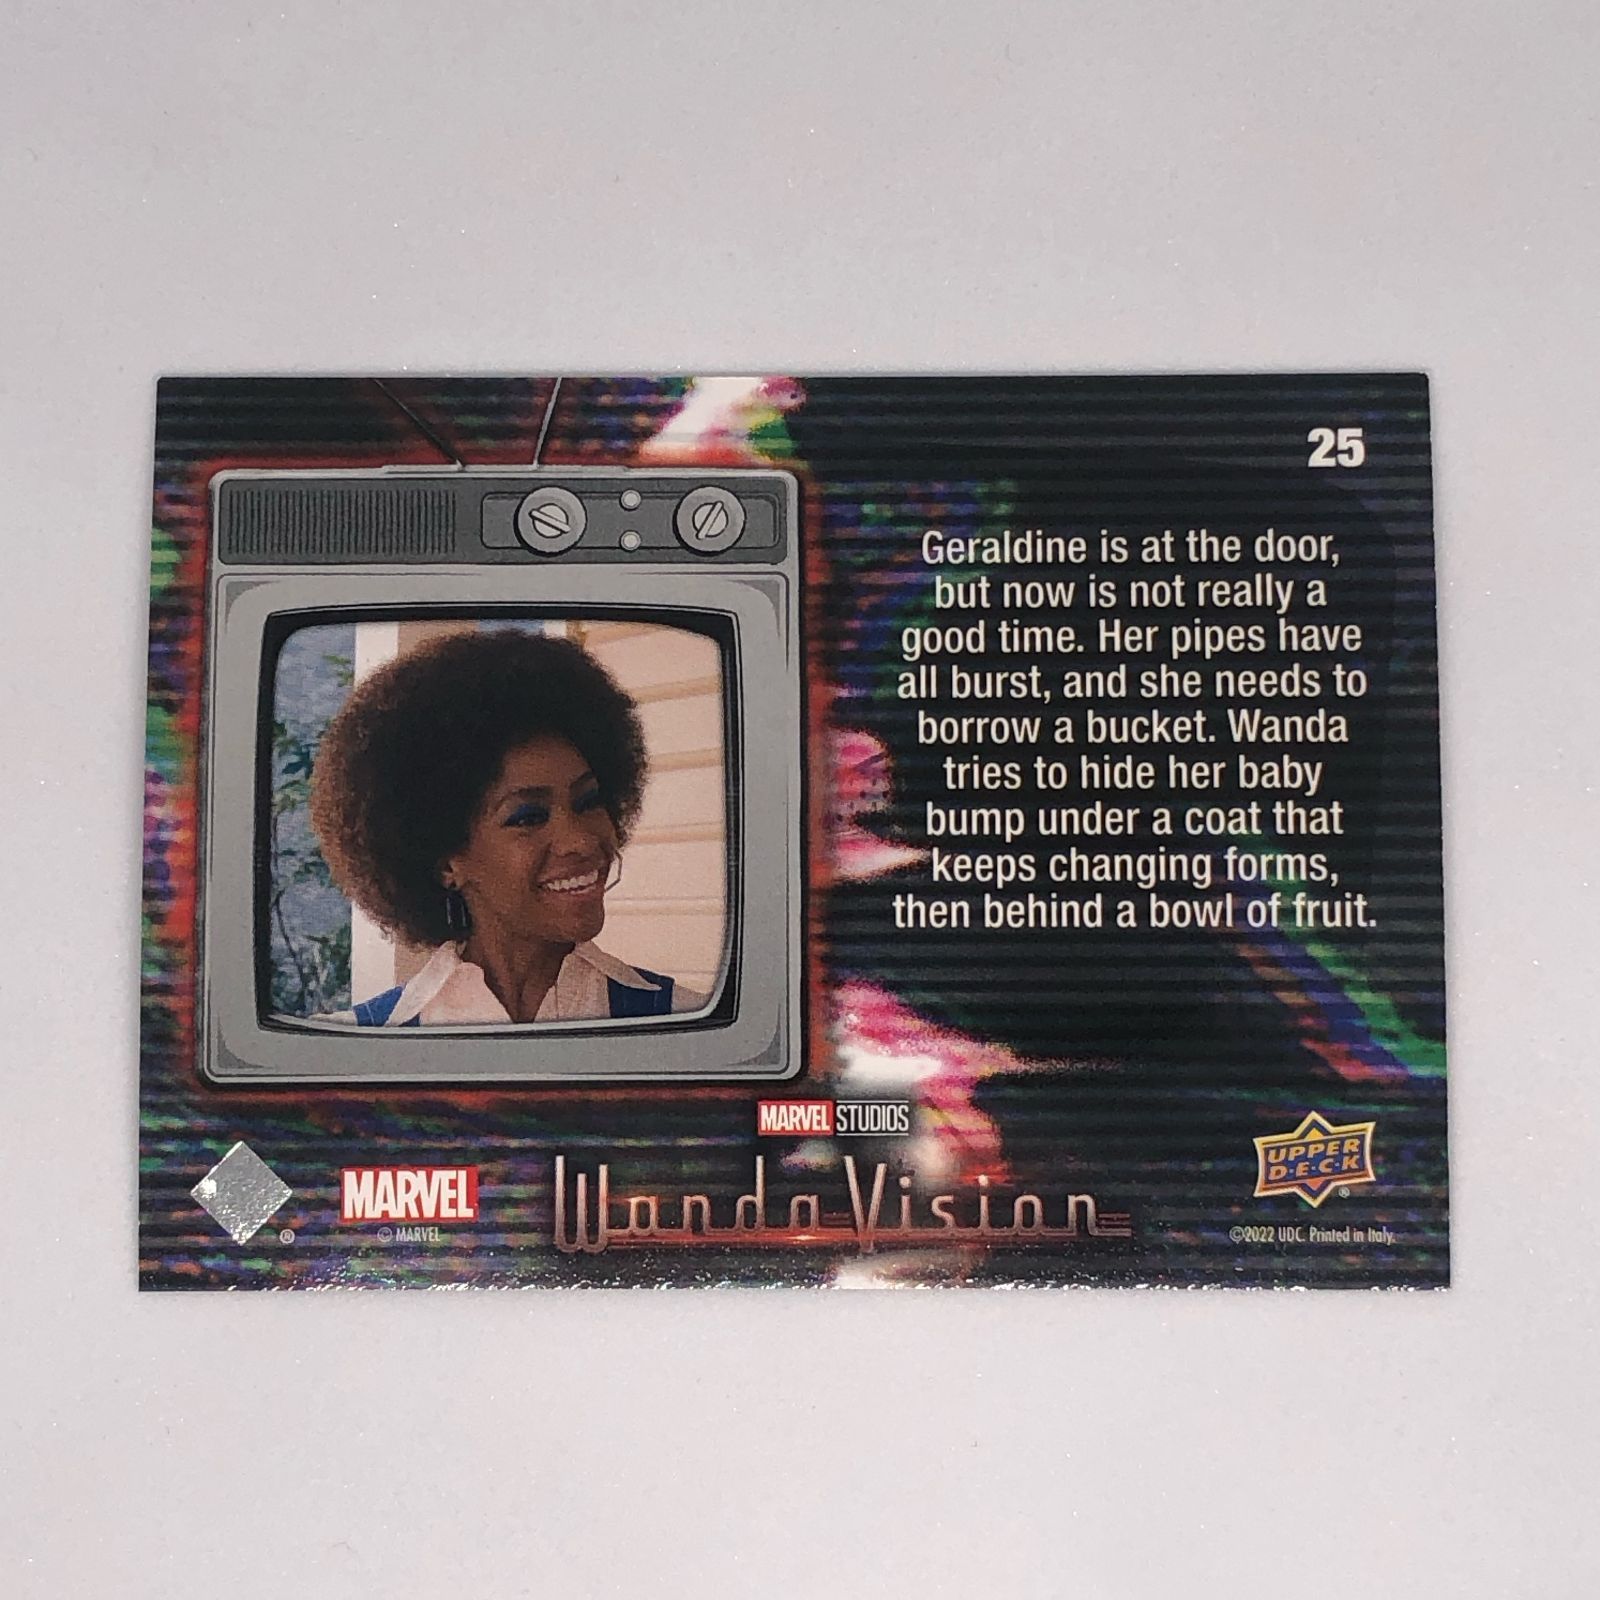 25
Geraldine is at the door,
but now is not really a
good time. Her pipes have
all burst, and she needs to
borrow a bucket. Wanda
tries to hide her baby
bump under a coat that
keeps changing forms,
then behind a bowl of fruit.
MARVEL STUDIOS
WandaVision
MARVEL
© MARVEL
®
UPPER
D·E·C·K
®
©2022 UDC. Printed in Italy.